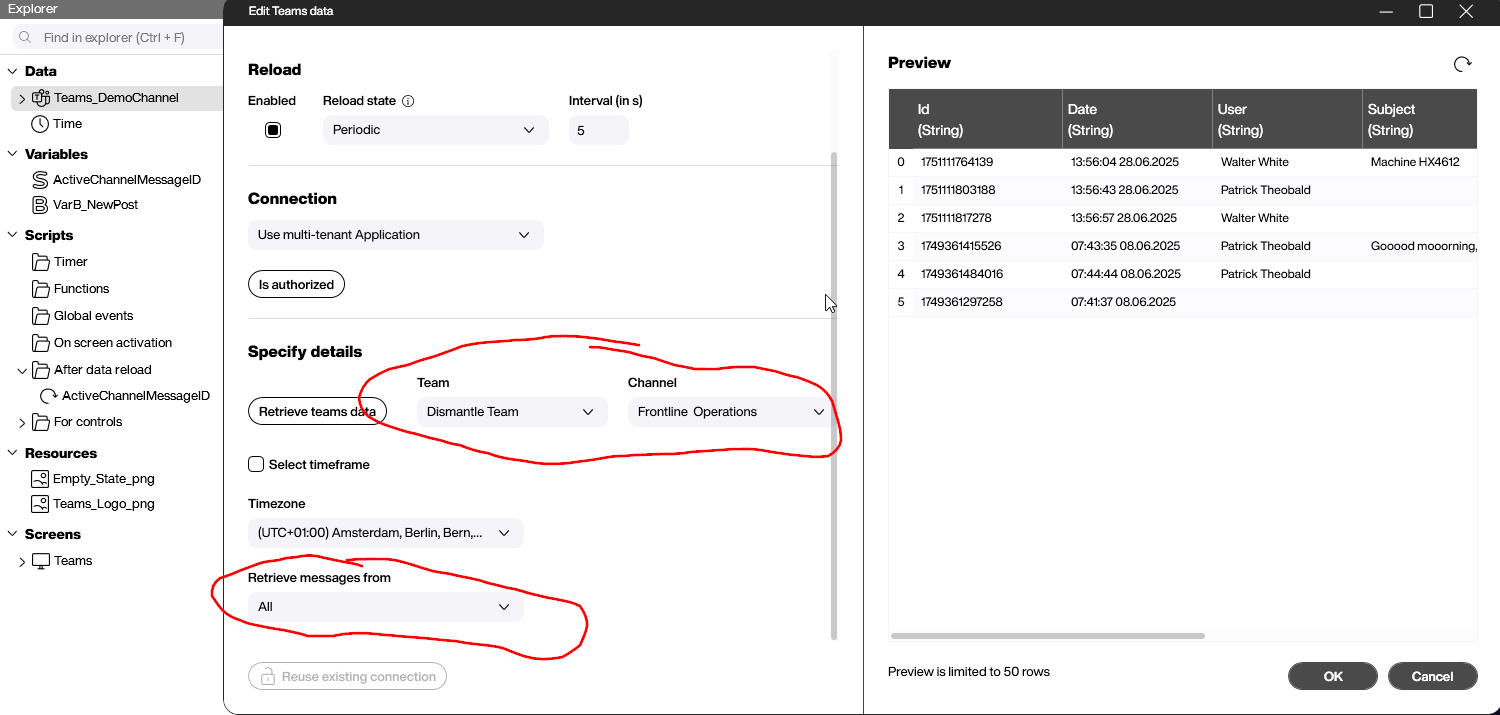 Explorer
Find in explorer (Ctrl + F)
Data
Teams_DemoChannel
Time
Variables
ActiveChannelMessageID
VarB_NewPost
Scripts
Timer
Functions
Global events
On screen activation
After data reload
ActiveChannelMessageID
For controls
Resources
Empty_State_png
Teams_Logo_png
Screens
Teams
Edit Teams data
Reload
Enabled Reload state Interval (in s)
Periodic 5
Connection
Use multi-tenant Application
Is authorized
Specify details
Team Channel
Retrieve teams data Dismantle Team Frontline Operations
Select timeframe
Timezone
(UTC+01:00) Amsterdam, Berlin, Bern,...
Retrieve messages from
All
Reuse existing connection
Preview
Id Date User Subject
(String) (String) (String) (String)
0 1751111764139 13:56:04 28.06.2025 Walter White Machine HX4612
1 1751111803188 13:56:43 28.06.2025 Patrick Theobald
2 1751111817278 13:56:57 28.06.2025 Walter White
3 1749361415526 07:43:35 08.06.2025 Patrick Theobald Gooood mooorning,
4 1749361484016 07:44:44 08.06.2025 Patrick Theobald
5 1749361297258 07:41:37 08.06.2025
Preview is limited to 50 rows
OK Cancel